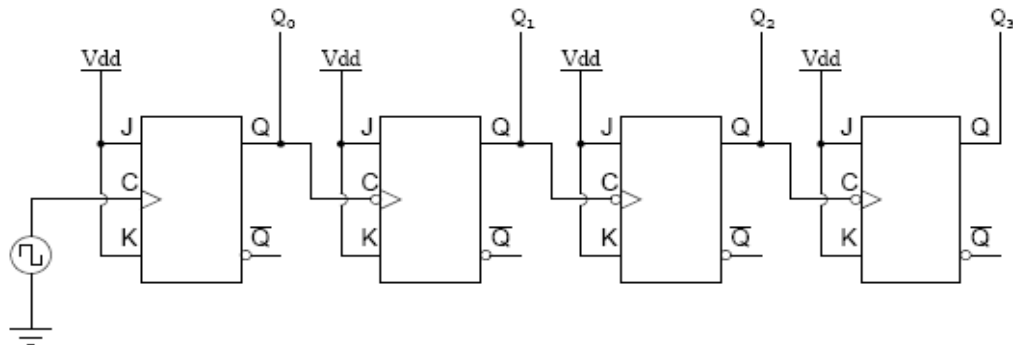 Q₀ Q₁ Q₂ Q₃
Vdd Vdd Vdd Vdd
J Q J Q J Q J Q
C C C C
K Q̅ K Q̅ K Q̅ K Q̅